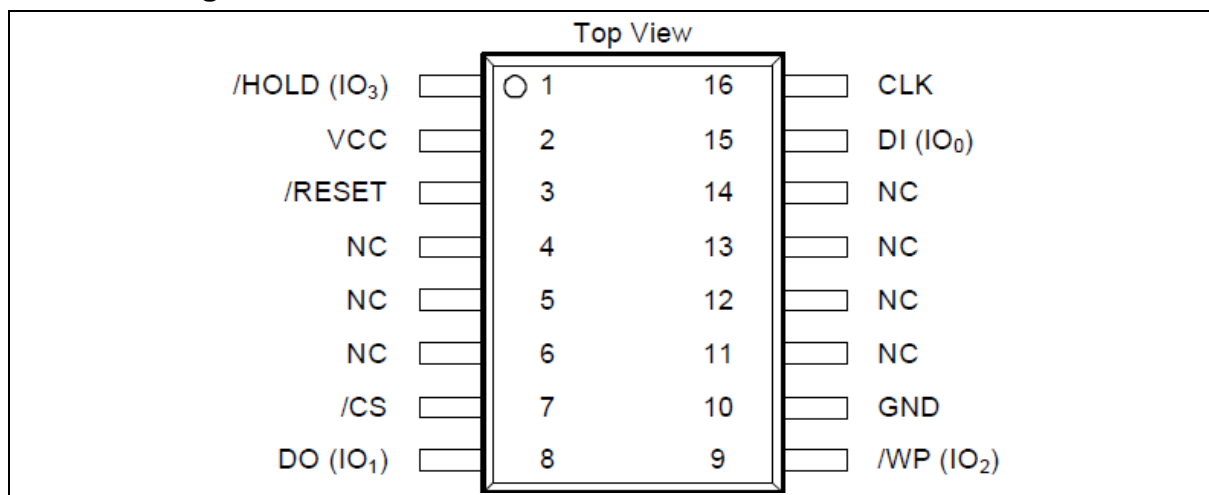 Top View
/HOLD (IO₃) 1 16 CLK
VCC 2 15 DI (IO₀)
/RESET 3 14 NC
NC 4 13 NC
NC 5 12 NC
NC 6 11 NC
/CS 7 10 GND
DO (IO₁) 8 9 /WP (IO₂)